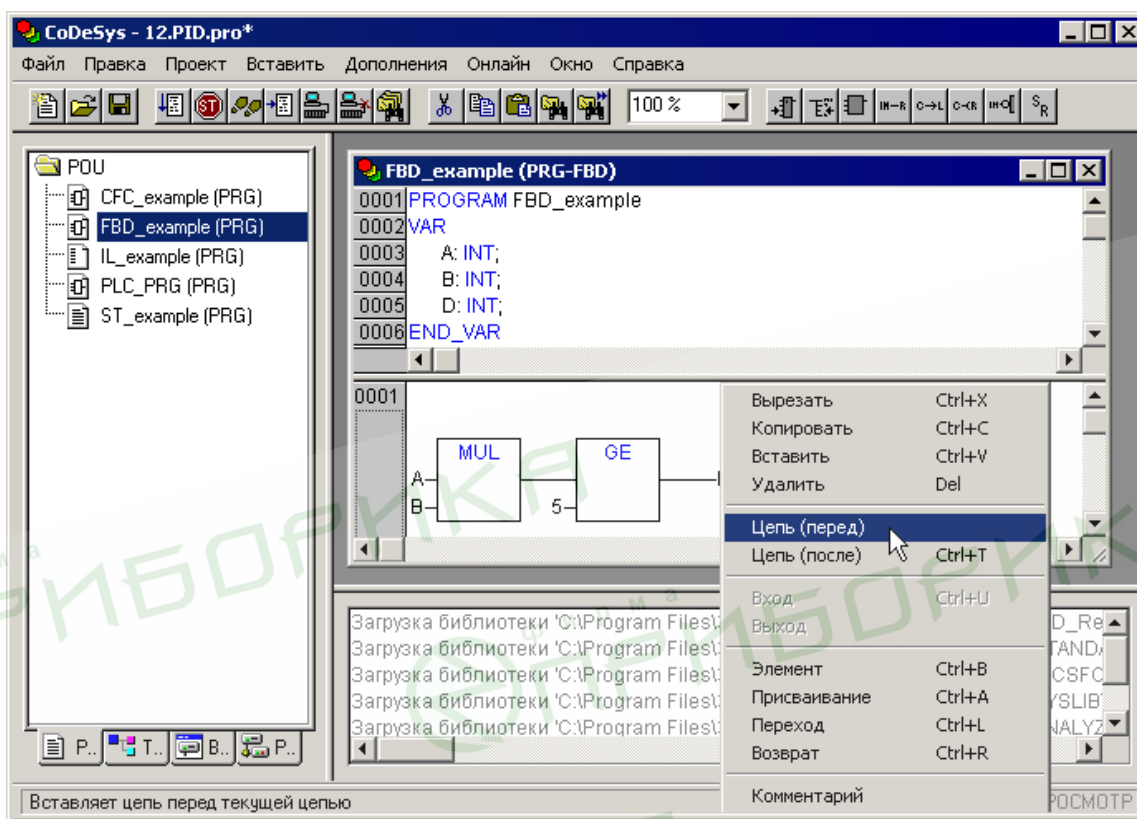 CoDeSys - 12.PID.pro*
Файл Правка Проект Вставить Дополнения Онлайн Окно Справка
100 %
POU
CFC_example (PRG)
FBD_example (PRG)
IL_example (PRG)
PLC_PRG (PRG)
ST_example (PRG)
FBD_example (PRG-FBD)
0001 PROGRAM FBD_example
0002 VAR
0003 A: INT;
0004 B: INT;
0005 D: INT;
0006 END_VAR
0001
MUL GE
A
B 5
Вырезать Ctrl+X
Копировать Ctrl+C
Вставить Ctrl+V
Удалить Del
Цепь (перед)
Цепь (после) Ctrl+T
Вход Ctrl+U
Выход
Элемент Ctrl+B
Присваивание Ctrl+A
Переход Ctrl+L
Возврат Ctrl+R
Комментарий
Загрузка библиотеки 'C:\Program Files\
Загрузка библиотеки 'C:\Program Files\
Загрузка библиотеки 'C:\Program Files\
Загрузка библиотеки 'C:\Program Files\
Загрузка библиотеки 'C:\Program Files\
P.. T.. В.. P..
Вставляет цепь перед текущей цепью